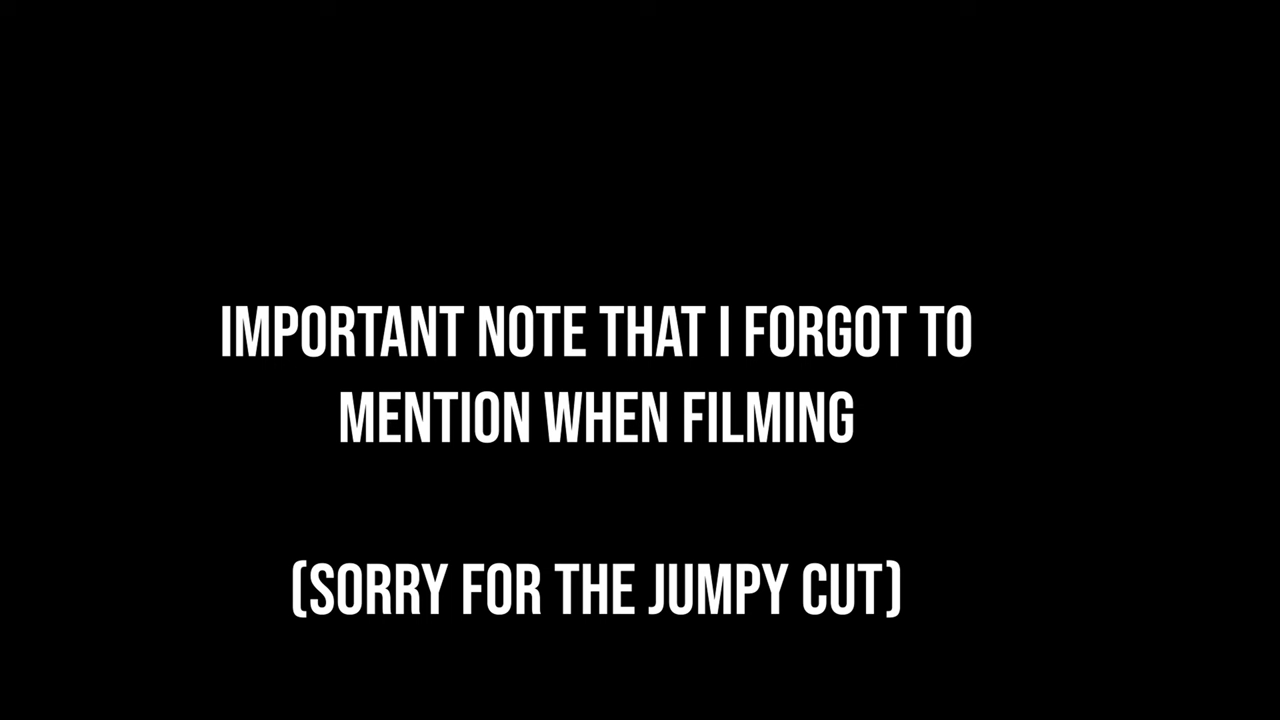 IMPORTANT NOTE THAT I FORGOT TO
MENTION WHEN FILMING
(SORRY FOR THE JUMPY CUT)